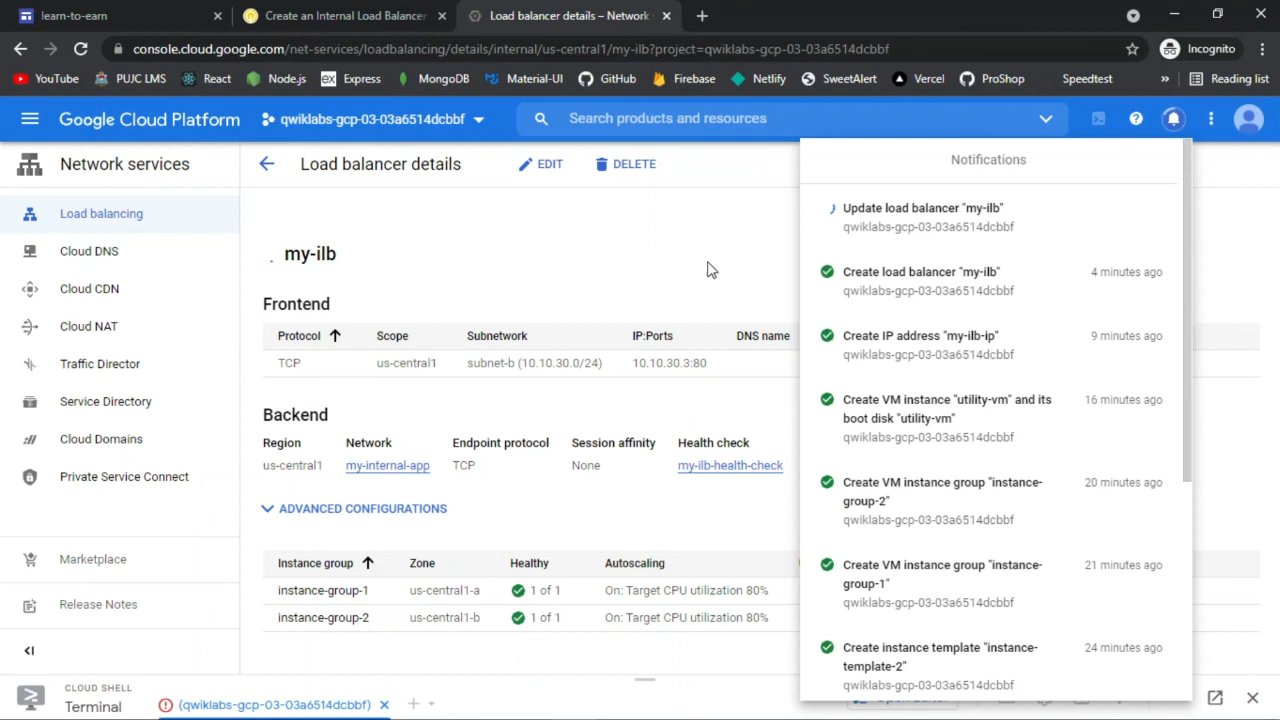 learn-to-earn
Create an Internal Load Balancer
Load balancer details – Network
console.cloud.google.com/net-services/loadbalancing/details/internal/us-central1/my-ilb?project=qwiklabs-gcp-03-03a6514dcbbf
Incognito
YouTube
PUJC LMS
React
Node.js
ex Express
MongoDB
Material-UI
GitHub
Firebase
Netlify
SweetAlert
Vercel
ProShop
Speedtest
»
Reading list
Google Cloud Platform
qwiklabs-gcp-03-03a6514dcbbf
Search products and resources
Network services
Load balancer details
EDIT
DELETE
Load balancing
Cloud DNS
Cloud CDN
Cloud NAT
Traffic Director
Service Directory
Cloud Domains
Private Service Connect
Marketplace
Release Notes
my-ilb
Frontend
Protocol Scope Subnetwork IP:Ports DNS name
TCP us-central1 subnet-b (10.10.30.0/24) 10.10.30.3:80
Backend
Region Network Endpoint protocol Session affinity Health check
us-central1 my-internal-app TCP None my-ilb-health-check
ADVANCED CONFIGURATIONS
Instance group Zone Healthy Autoscaling
instance-group-1 us-central1-a 1 of 1 On: Target CPU utilization 80%
instance-group-2 us-central1-b 1 of 1 On: Target CPU utilization 80%
Notifications
Update load balancer "my-ilb"
qwiklabs-gcp-03-03a6514dcbbf
Create load balancer "my-ilb" 4 minutes ago
qwiklabs-gcp-03-03a6514dcbbf
Create IP address "my-ilb-ip" 9 minutes ago
qwiklabs-gcp-03-03a6514dcbbf
Create VM instance "utility-vm" and its 16 minutes ago
boot disk "utility-vm"
qwiklabs-gcp-03-03a6514dcbbf
Create VM instance group "instance- 20 minutes ago
group-2"
qwiklabs-gcp-03-03a6514dcbbf
Create VM instance group "instance- 21 minutes ago
group-1"
qwiklabs-gcp-03-03a6514dcbbf
Create instance template "instance- 24 minutes ago
template-2"
qwiklabs-gcp-03-03a6514dcbbf
CLOUD SHELL
Terminal
(qwiklabs-gcp-03-03a6514dcbbf)